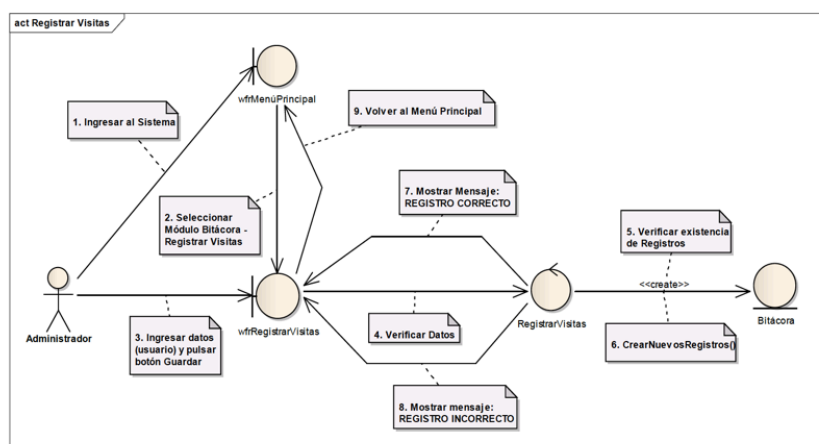 act Registrar Visitas
wfrMenúPrincipal
1. Ingresar al Sistema
9. Volver al Menú Principal
2. Seleccionar
Módulo Bitácora -
Registrar Visitas
7. Mostrar Mensaje:
REGISTRO CORRECTO
5. Verificar existencia
de Registros
<<create>>
Administrador
wfrRegistrarVisitas
RegistrarVisitas
Bitácora
3. Ingresar datos
(usuario) y pulsar
botón Guardar
4. Verificar Datos
6. CrearNuevosRegistros()
8. Mostrar mensaje:
REGISTRO INCORRECTO